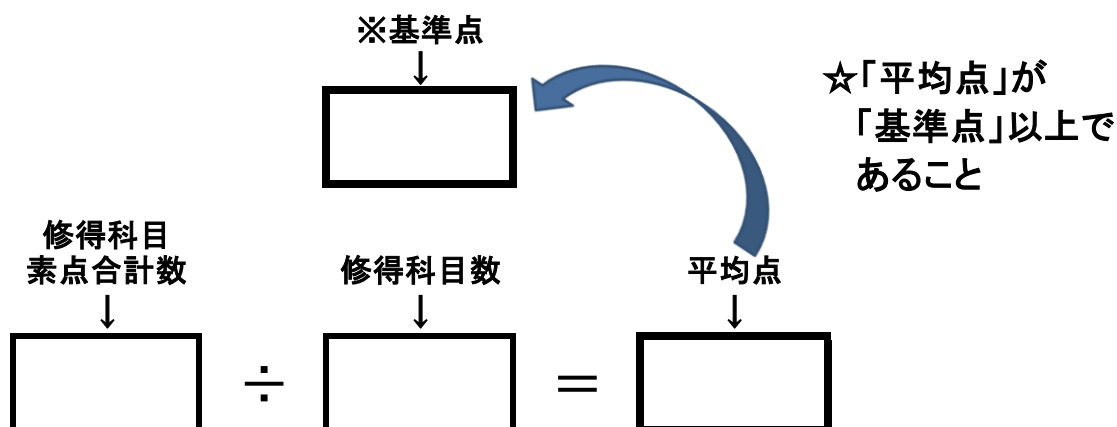 ※基準点
↓
☆「平均点」が
「基準点」以上で
あること
修得科目
素点合計数
↓
修得科目数
↓
平均点
↓
÷
＝